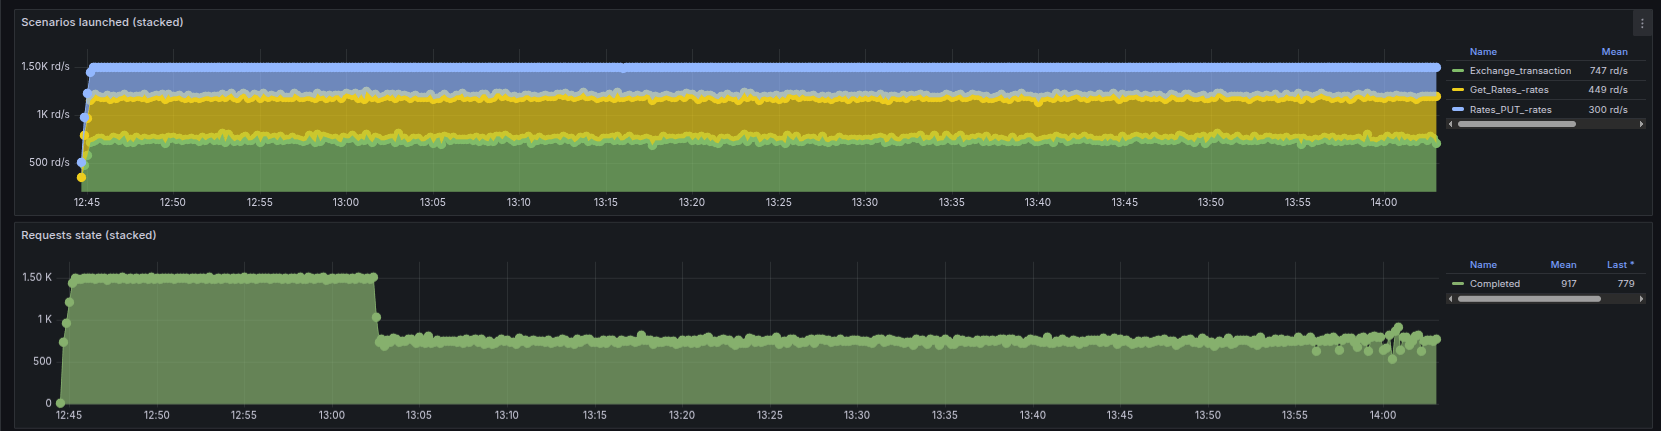 Scenarios launched (stacked)
Name Mean
1.50K rd/s
Exchange_transaction 747 rd/s
Get_Rates_-rates 449 rd/s
Rates_PUT_-rates 300 rd/s
1K rd/s
500 rd/s
12:45 12:50 12:55 13:00 13:05 13:10 13:15 13:20 13:25 13:30 13:35 13:40 13:45 13:50 13:55 14:00
Requests state (stacked)
Name Mean Last *
1.50 K
Completed 917 779
1 K
500
0
12:45 12:50 12:55 13:00 13:05 13:10 13:15 13:20 13:25 13:30 13:35 13:40 13:45 13:50 13:55 14:00